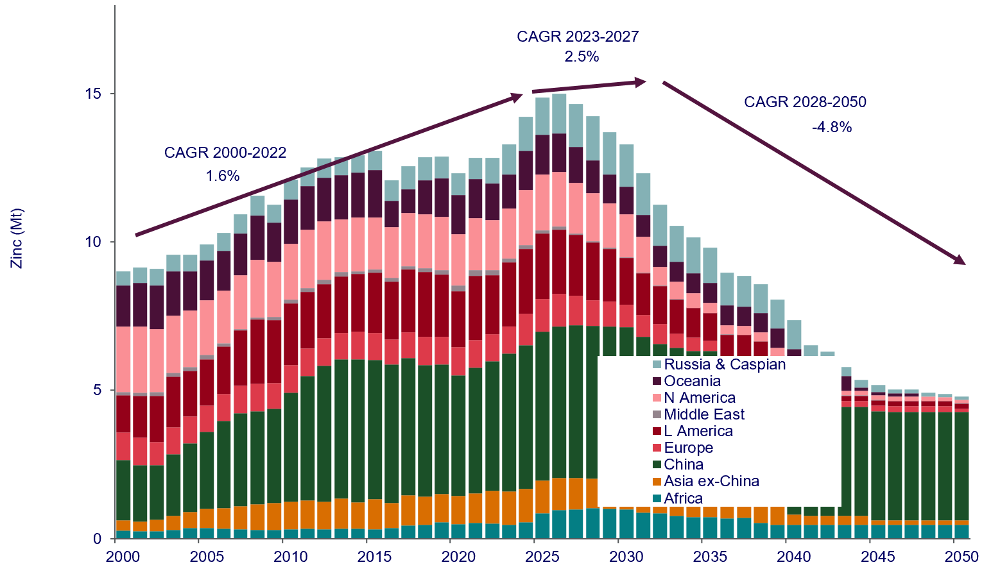 CAGR 2023-2027
2.5%
15
CAGR 2028-2050
-4.8%
CAGR 2000-2022
1.6%
Zinc (Mt)
10
5
0
Russia & Caspian
Oceania
N America
Middle East
L America
Europe
China
Asia ex-China
Africa
2000 2005 2010 2015 2020 2025 2030 2035 2040 2045 2050